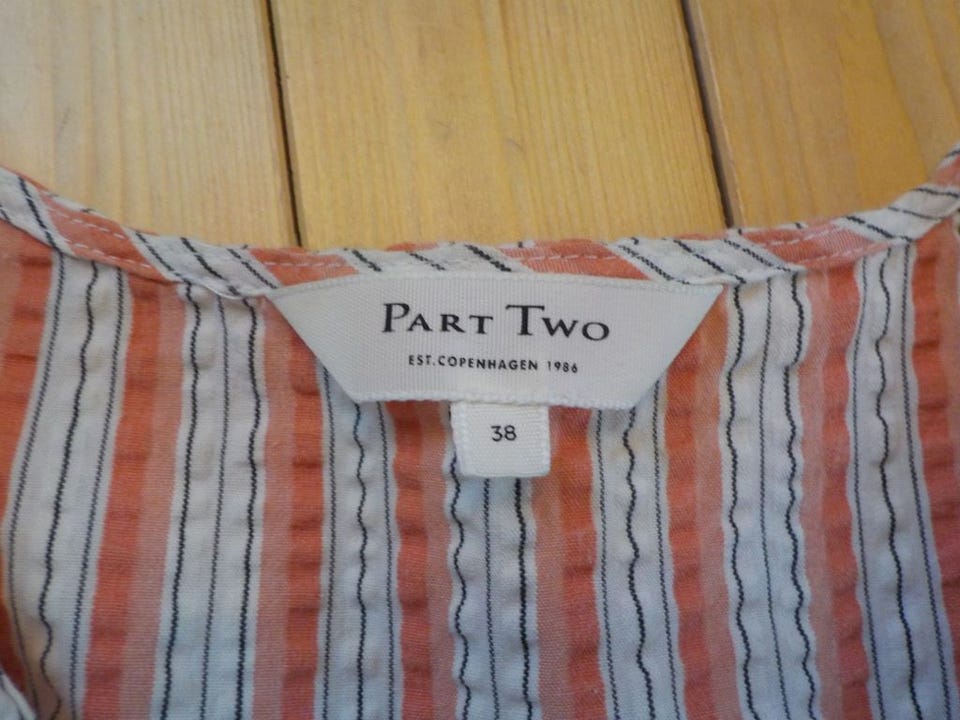 PART TWO
EST.COPENHAGEN 1986
38